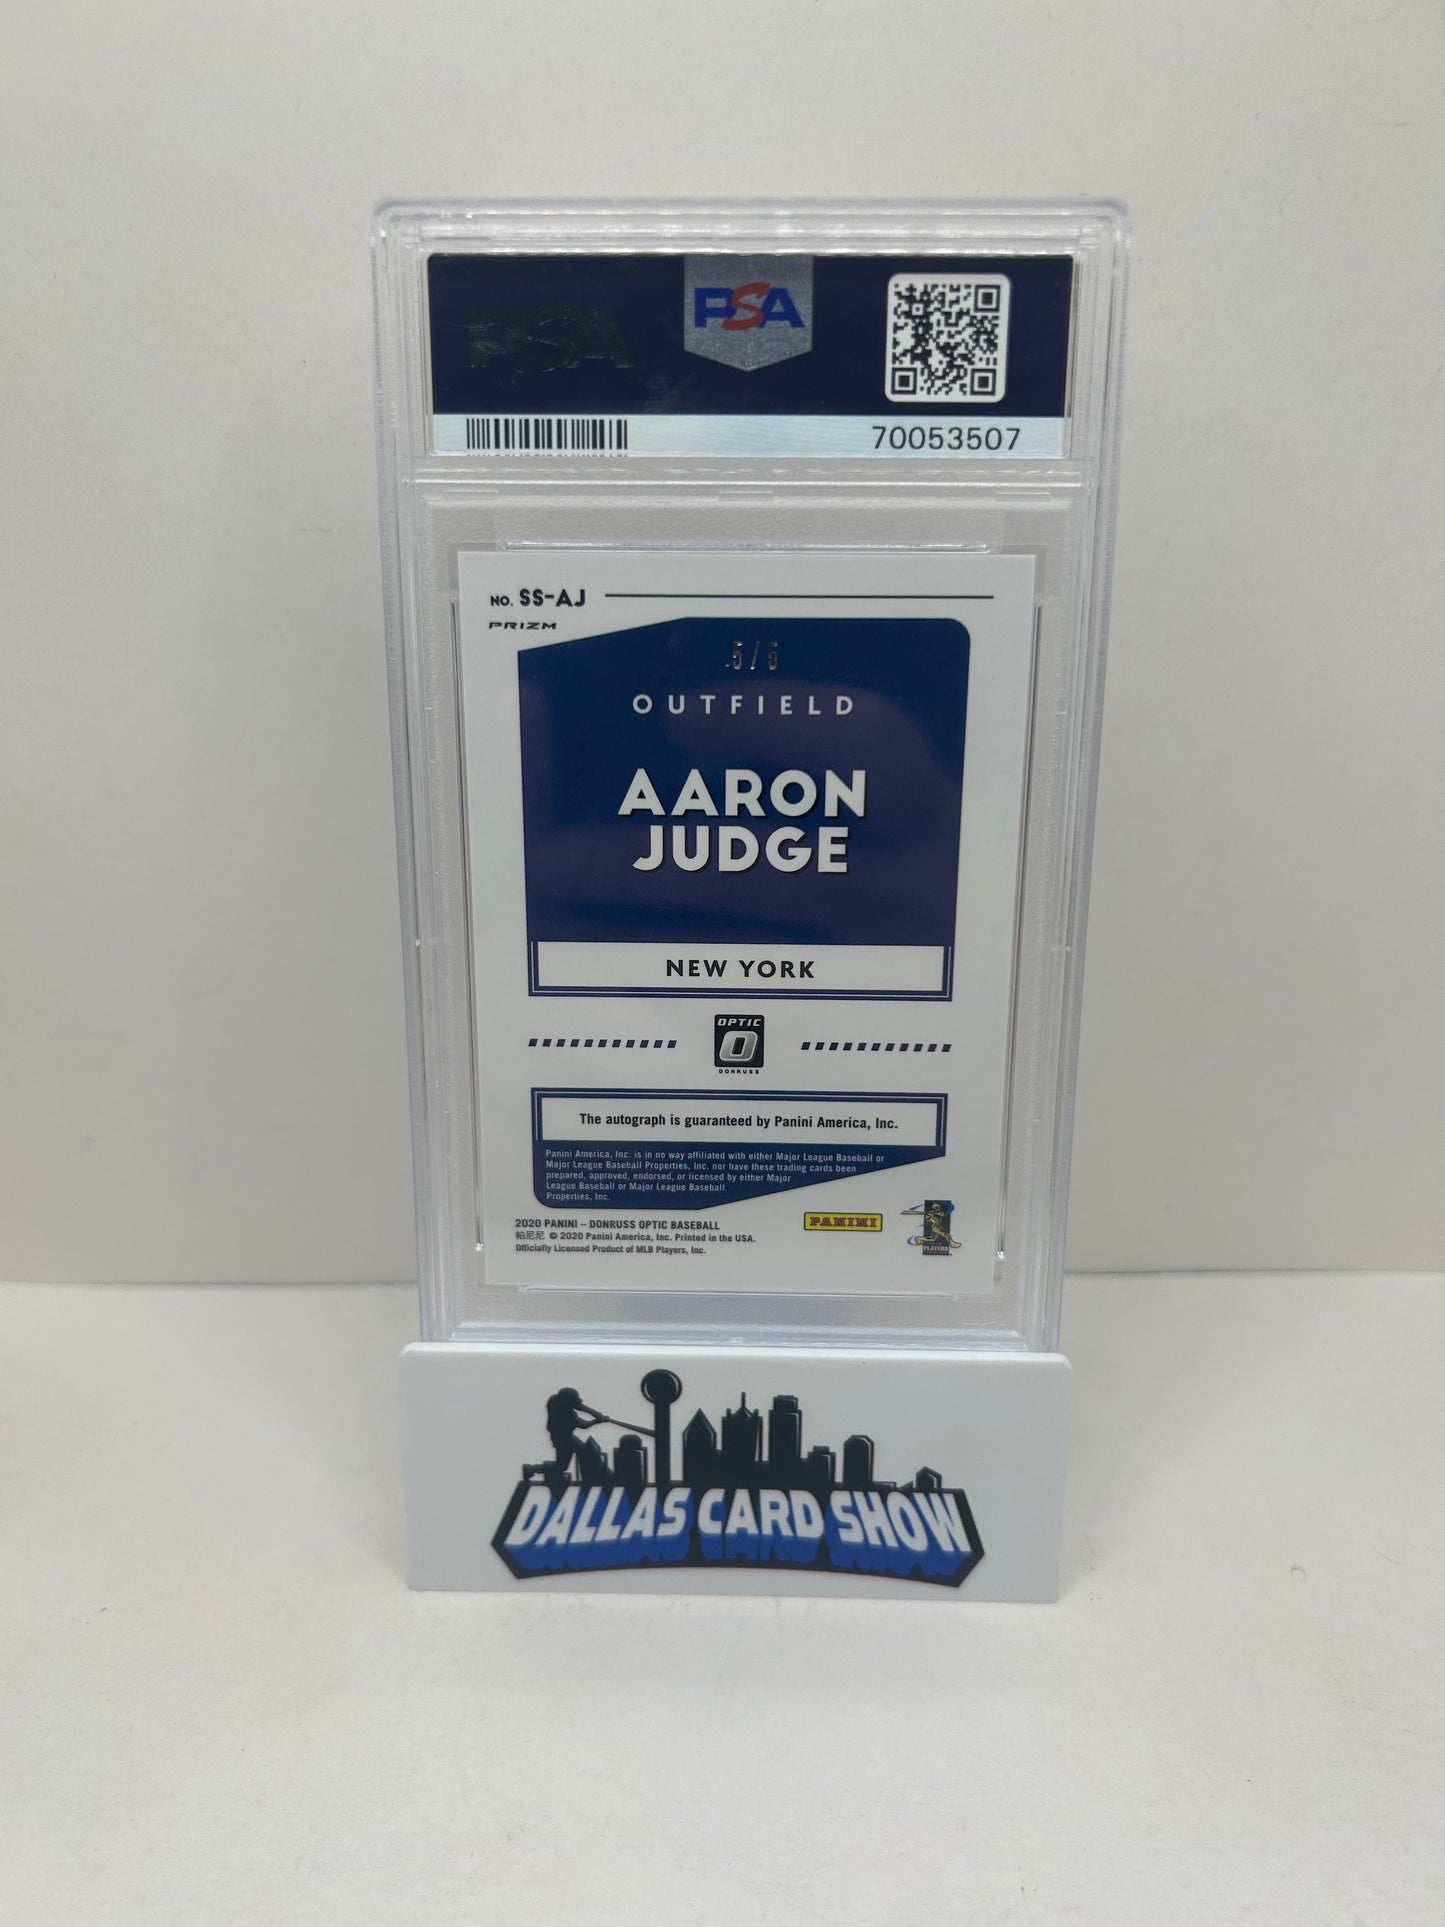 PSA
PSA
70053507
NO. SS-AJ
PRIZM
5/5
OUTFIELD
AARON
JUDGE
NEW YORK
OPTIC
DONRUSS
The autograph is guaranteed by Panini America, Inc.
Panini America, Inc. is in no way affiliated with either Major League Baseball or
Major League Baseball Properties, Inc. nor have these trading cards been
prepared, approved, endorsed, or licensed by either Major
League Baseball or Major League Baseball
Properties, Inc.
2020 PANINI – DONRUSS OPTIC BASEBALL
帕尼尼 © 2020 Panini America, Inc. Printed in the USA.
Officially Licensed Product of MLB Players, Inc.
PANINI
PLAYERS
DALLAS CARD SHOW